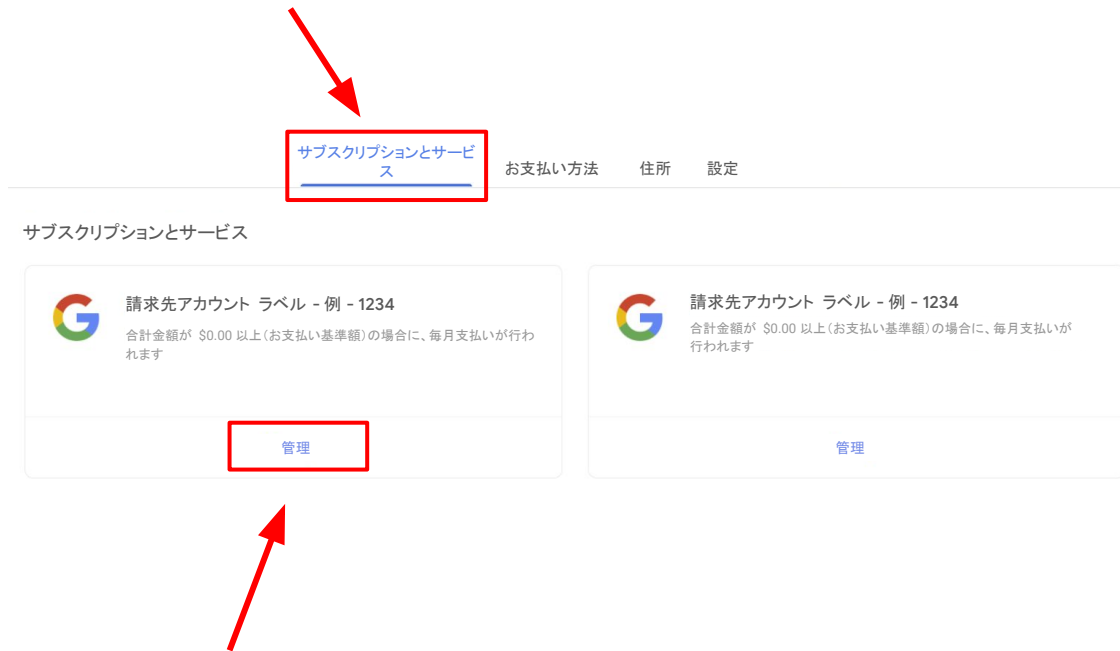 サブスクリプションとサービ
ス
お支払い方法
住所
設定
サブスクリプションとサービス
請求先アカウント ラベル - 例 - 1234
合計金額が $0.00 以上(お支払い基準額)の場合に、毎月支払いが行わ
れます
管理
請求先アカウント ラベル - 例 - 1234
合計金額が $0.00 以上(お支払い基準額)の場合に、毎月支払いが
行われます
管理